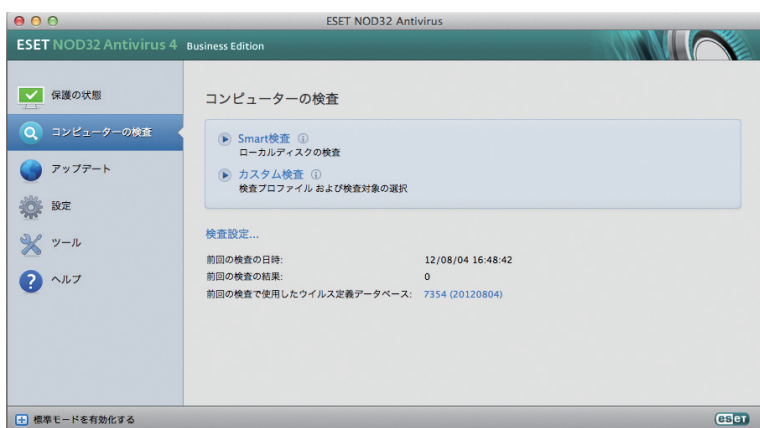 ESET NOD32 Antivirus
ESET NOD32 Antivirus 4 Business Edition
保護の状態
コンピューターの検査
アップデート
設定
ツール
ヘルプ
コンピューターの検査
Smart検査
ローカルディスクの検査
カスタム検査
検査プロファイル および検査対象の選択
検査設定...
前回の検査の日時: 12/08/04 16:48:42
前回の検査の結果: 0
前回の検査で使用したウイルス定義データベース: 7354 (20120804)
標準モードを有効化する
eseT